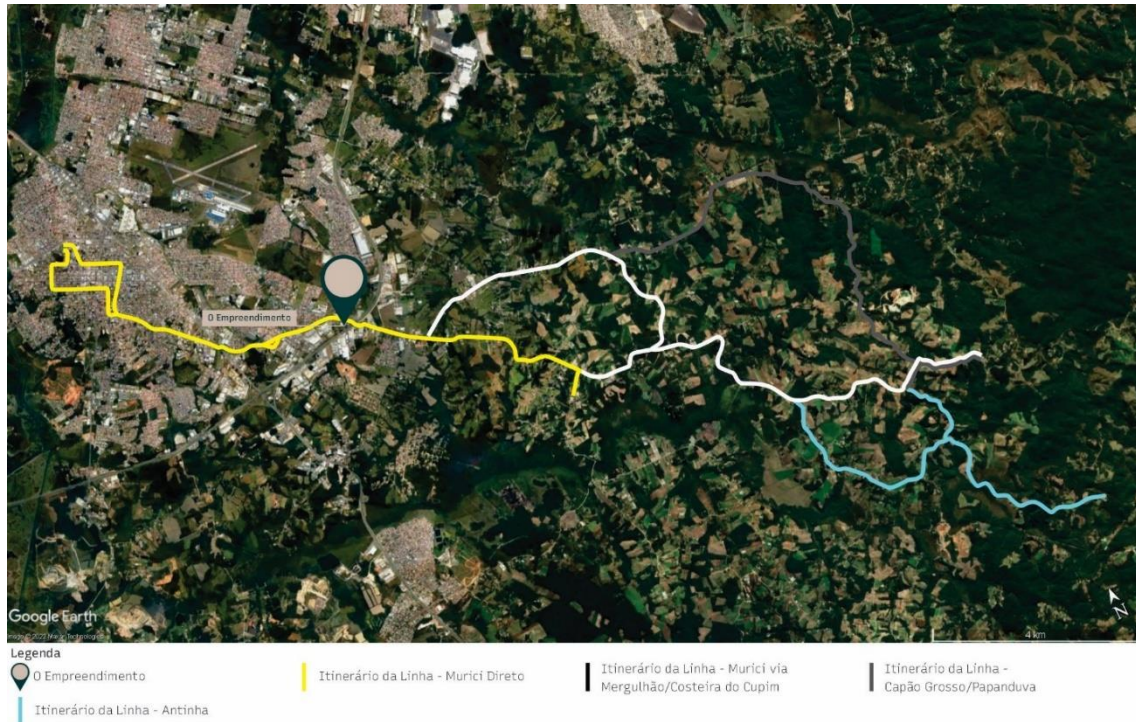 O Empreendimento
Google Earth
N
4 km
Legenda
O Empreendimento
Itinerário da Linha - Murici Direto
Itinerário da Linha - Murici via
Mergulhão/Costeira do Cupim
Itinerário da Linha -
Capão Grosso/Papanduva
Itinerário da Linha - Antinha